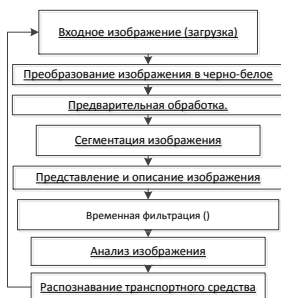 Входное изображение (загрузка)
Преобразование изображения в черно-белое
Предварительная обработка.
Сегментация изображения
Представление и описание изображения
Временная фильтрация ()
Анализ изображения
Распознавание транспортного средства